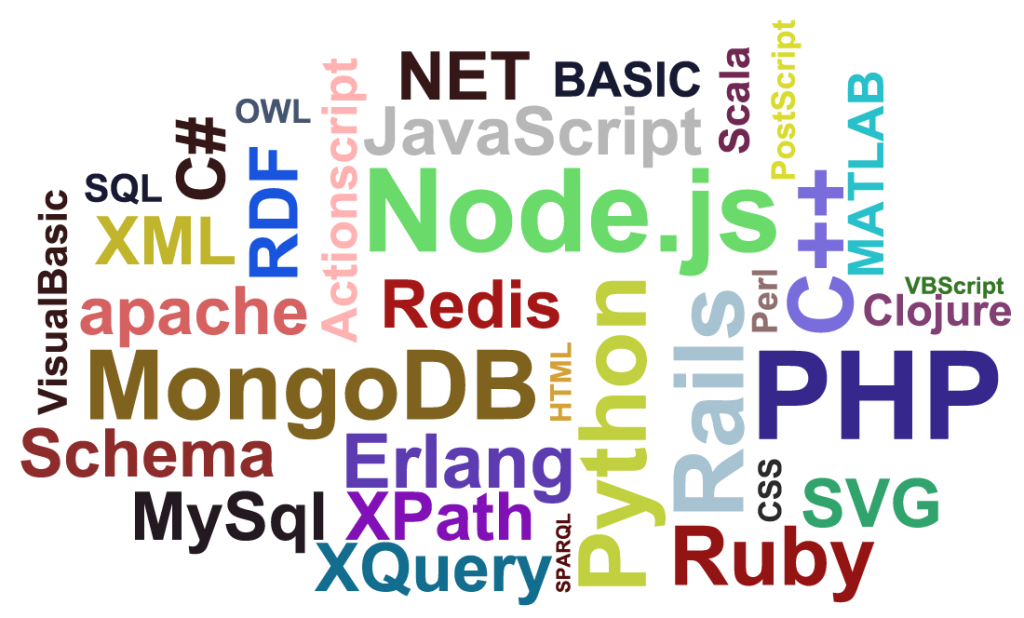 NET
BASIC
Scala
PostScript
OWL
Actionscript
JavaScript
MATLAB
C#
SQL
RDF
Node.js
C++
VisualBasic
XML
apache
Redis
Perl
VBScript
Clojure
Python
Rails
MongoDB
HTML
PHP
Schema
Erlang
CSS
SVG
MySql
XPath
SPARQL
Ruby
XQuery